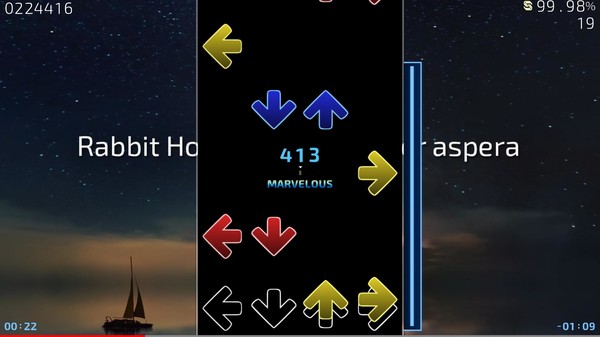 0224416
S 99.98%
19
Rabbit Ho
r aspera
413
MARVELOUS
00:22
-01:09